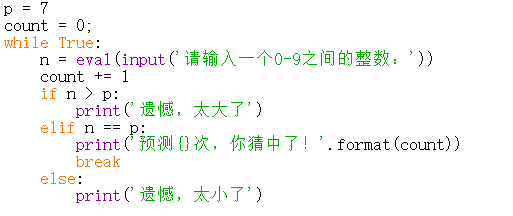 p = 7
count = 0;
while True:
    n = eval(input('请输入一个0-9之间的整数：'))
    count += 1
    if n > p:
        print('遗憾，太大了')
    elif n == p:
        print('预测{}次，你猜中了！'.format(count))
        break
    else:
        print('遗憾，太小了')